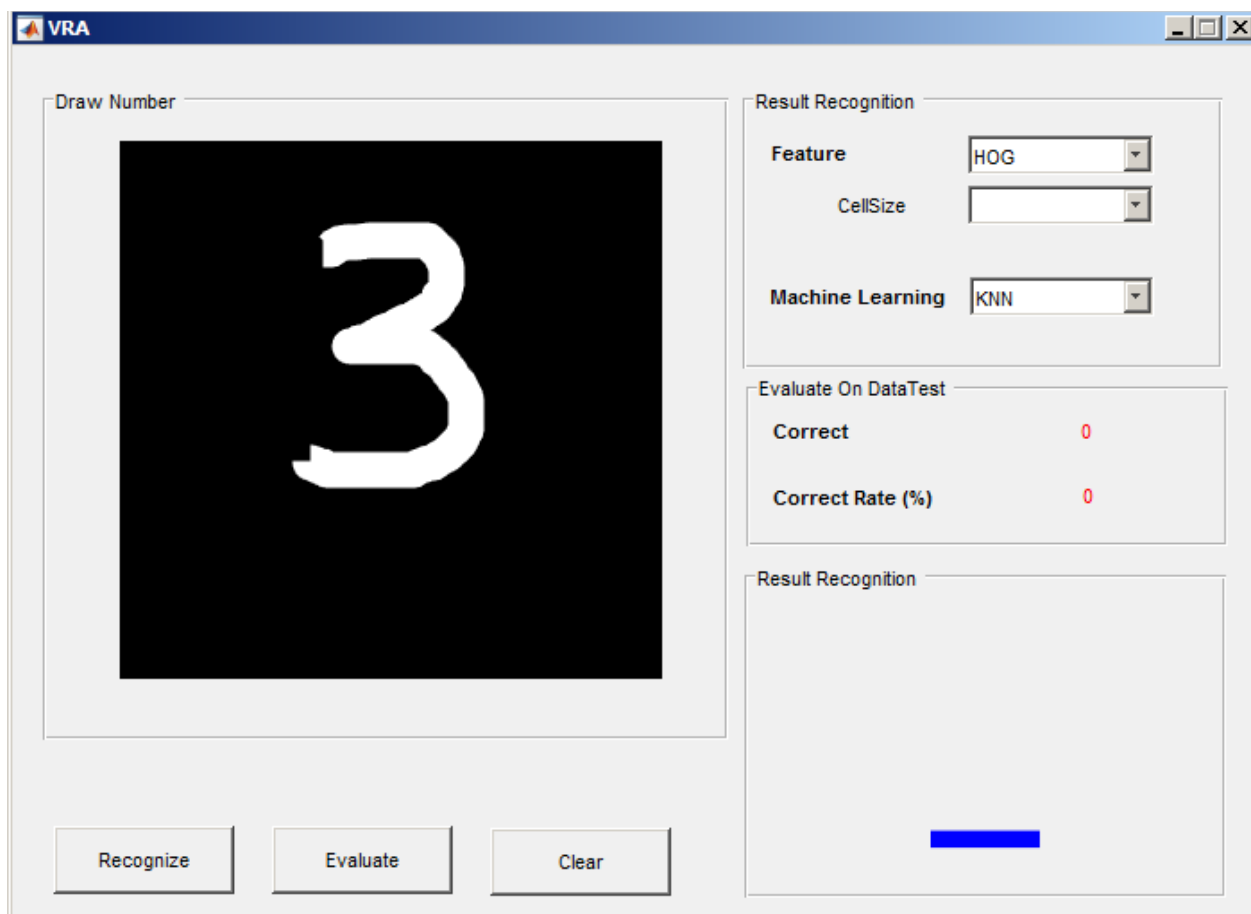 VRA
Draw Number
3
Result Recognition
Feature HOG
CellSize
Machine Learning KNN
Evaluate On DataTest
Correct 0
Correct Rate (%) 0
Result Recognition
Recognize Evaluate Clear